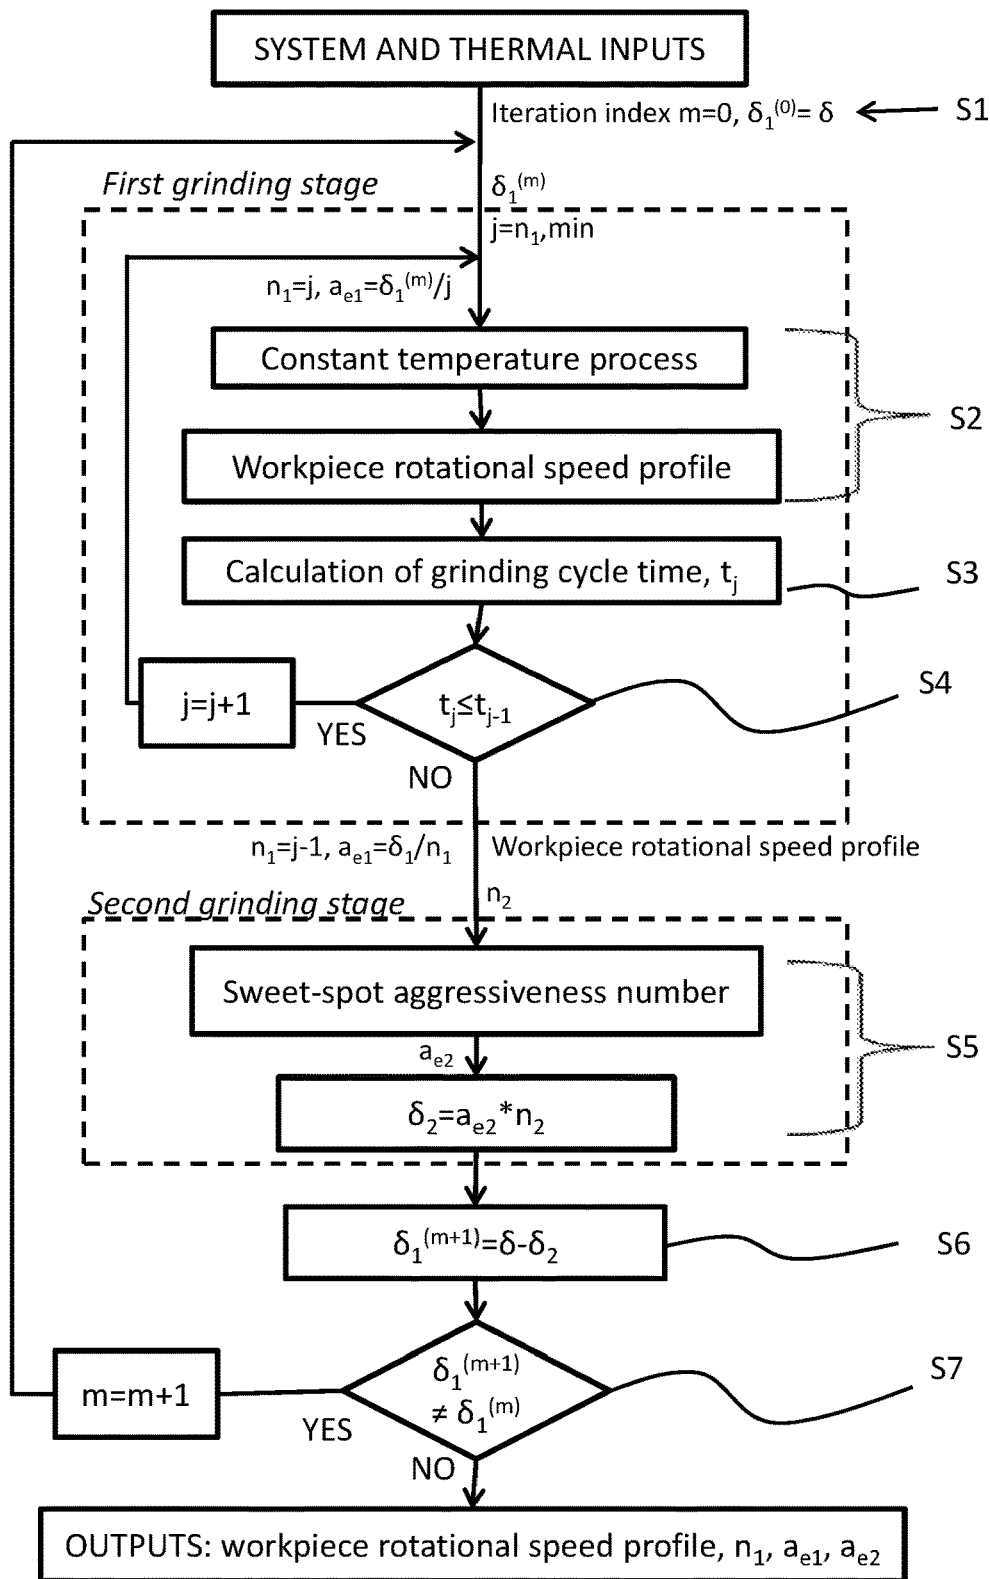 SYSTEM AND THERMAL INPUTS
Iteration index m=0, δ₁⁽⁰⁾= δ
S1
First grinding stage
δ₁⁽ᵐ⁾
j=n₁,min
n₁=j, aₑ₁=δ₁⁽ᵐ⁾/j
Constant temperature process
S2
Workpiece rotational speed profile
Calculation of grinding cycle time, tⱼ
S3
j=j+1
YES
tⱼ≤tⱼ₋₁
S4
NO
n₁=j-1, aₑ₁=δ₁/n₁
Workpiece rotational speed profile
Second grinding stage
n₂
Sweet-spot aggressiveness number
S5
aₑ₂
δ₂=aₑ₂*n₂
δ₁⁽ᵐ⁺¹⁾=δ-δ₂
S6
m=m+1
YES
δ₁⁽ᵐ⁺¹⁾
≠ δ₁⁽ᵐ⁾
S7
NO
OUTPUTS: workpiece rotational speed profile, n₁, aₑ₁, aₑ₂